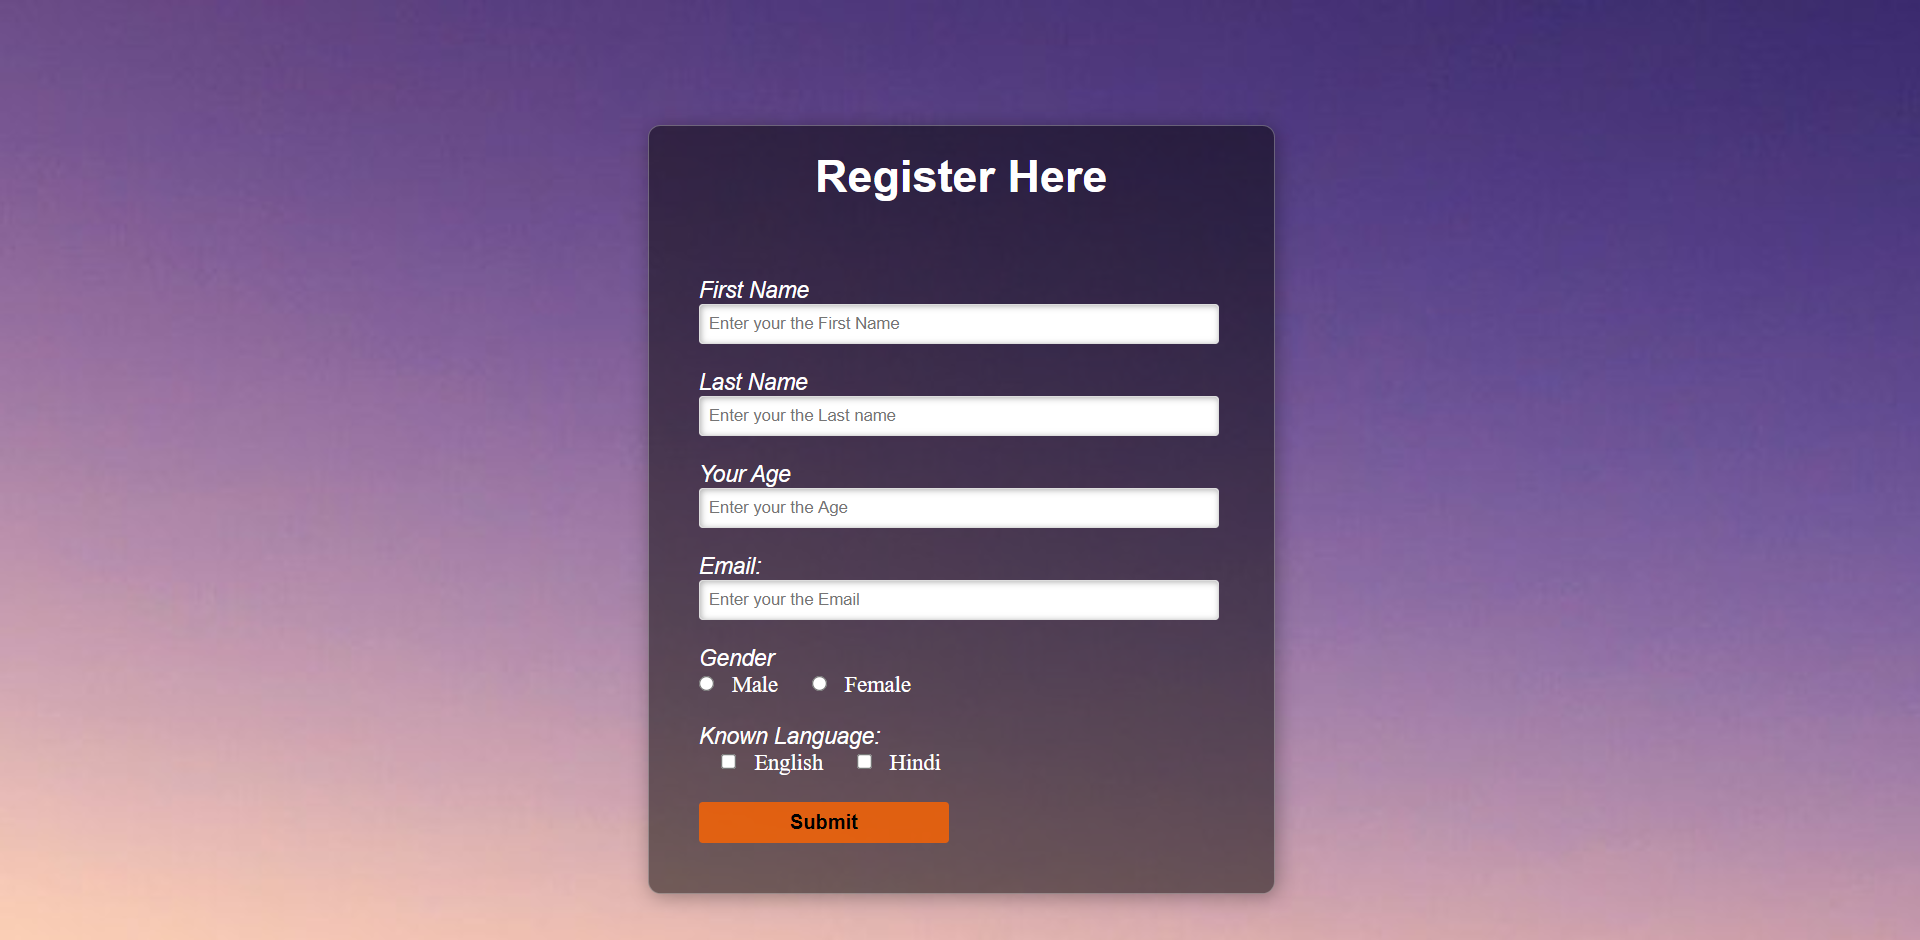 Register Here
First Name
Enter your the First Name
Last Name
Enter your the Last name
Your Age
Enter your the Age
Email:
Enter your the Email
Gender
Male Female
Known Language:
English Hindi
Submit